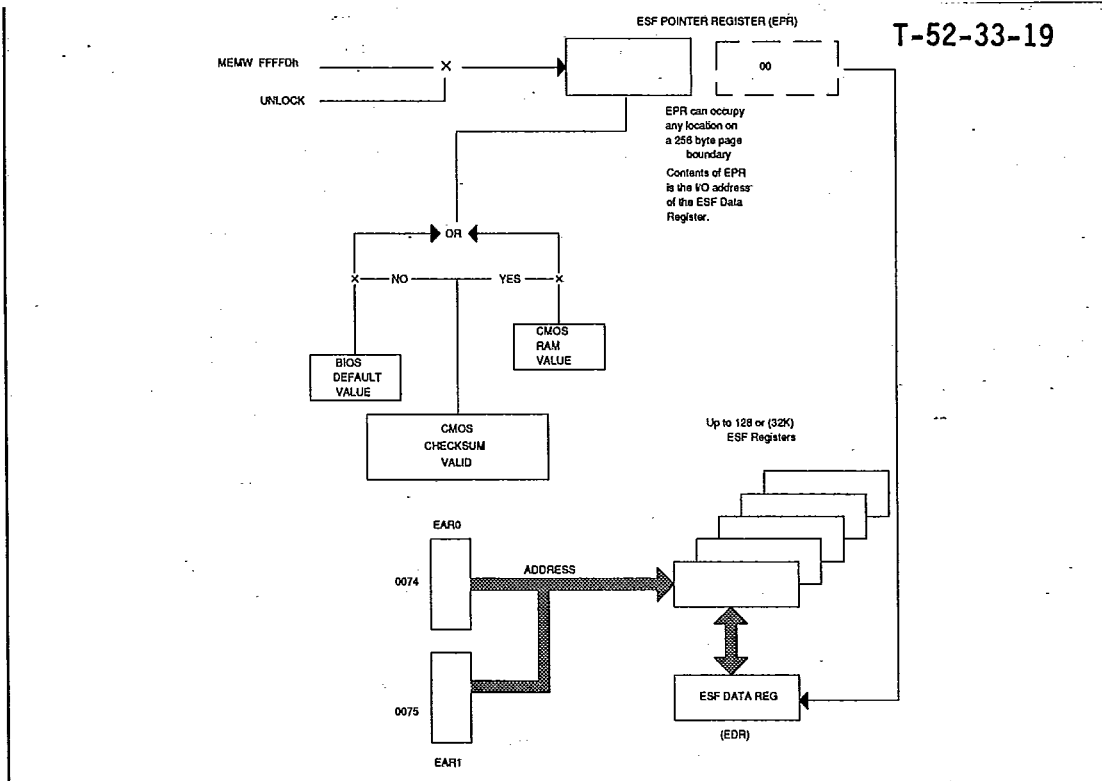 ESF POINTER REGISTER (EPR)
T-52-33-19
MEMW FFFFDh
UNLOCK
00
EPR can occupy
any location on
a 256 byte page
boundary
Contents of EPR
is the I/O address
of the ESF Data
Register.
OR
NO
YES
CMOS
RAM
VALUE
BIOS
DEFAULT
VALUE
CMOS
CHECKSUM
VALID
Up to 128 or (32K)
ESF Registers
EAR0
0074
ADDRESS
0075
EAR1
ESF DATA REG
(EDR)